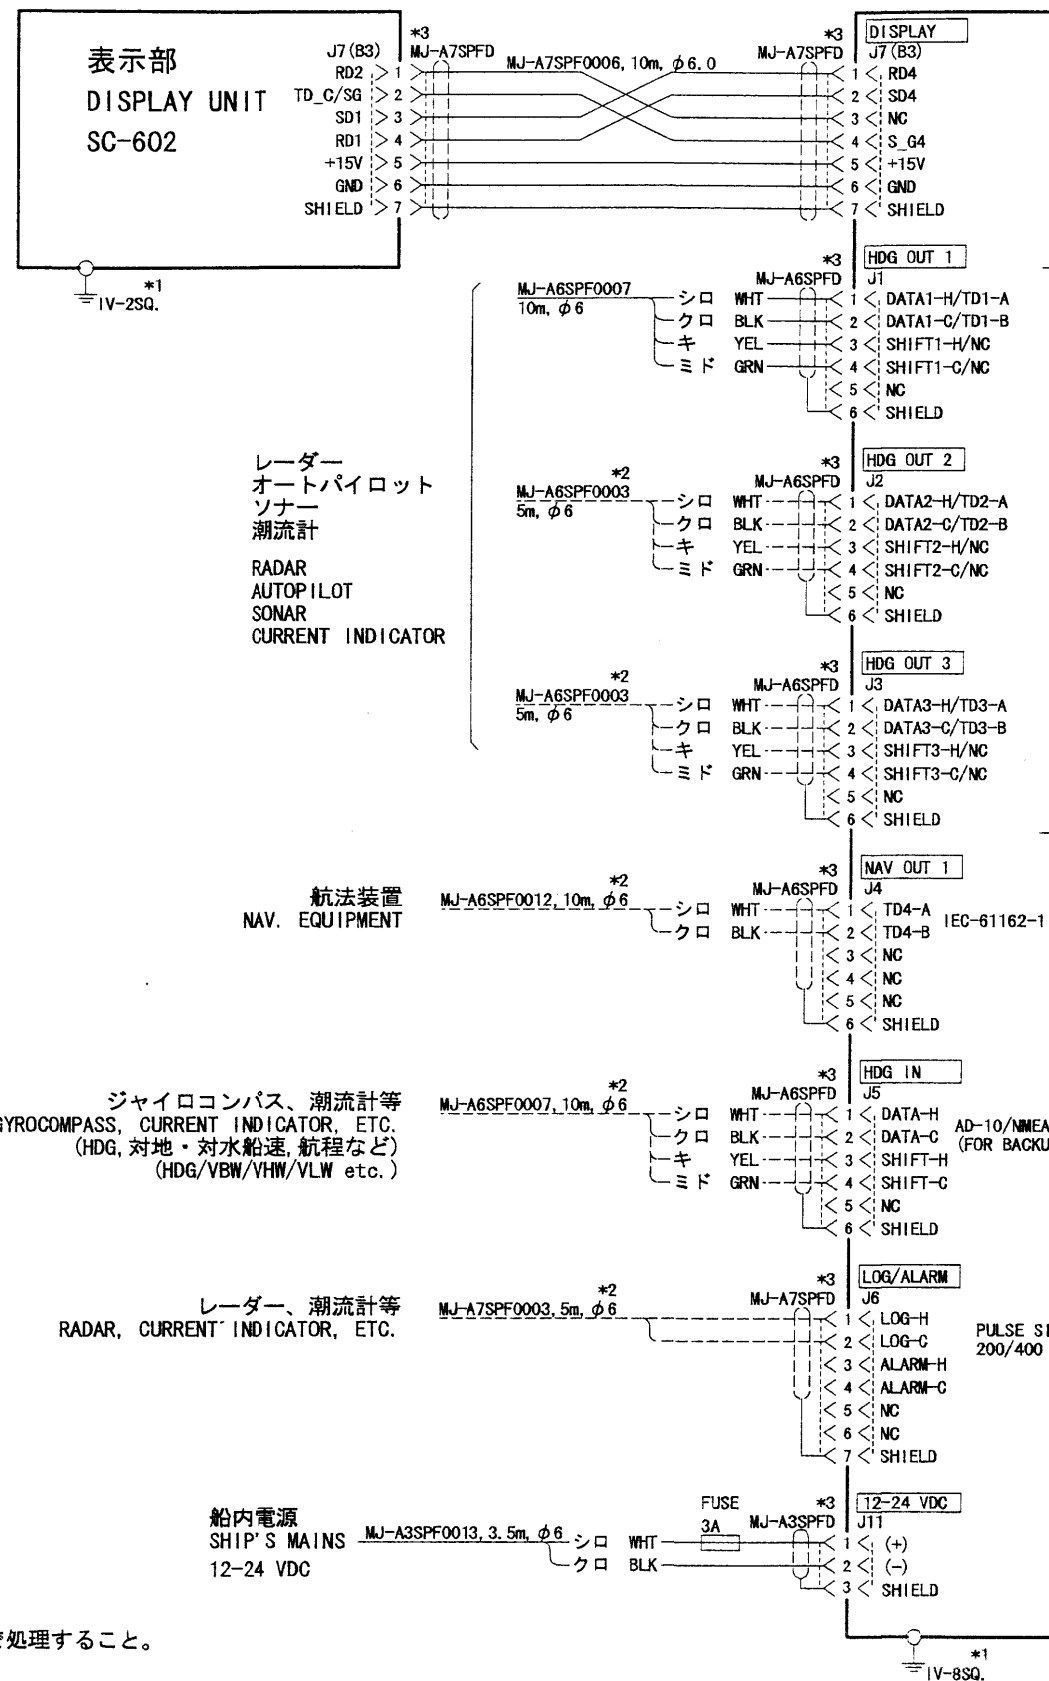 表示部
DISPLAY UNIT
SC-602
J7(B3)
RD2 1
TD_C/SG 2
SD1 3
RD1 4
+15V 5
GND 6
SHIELD 7
*3
MJ-A7SPFD
MJ-A7SPF0006, 10m, φ6.0
*3
MJ-A7SPFD
DISPLAY
J7(B3)
1 RD4
2 SD4
3 NC
4 S_G4
5 +15V
6 GND
7 SHIELD
*1
IV-2SQ.
*3
HDG OUT 1
MJ-A6SPFD J1
MJ-A6SPF0007
10m, φ6
シロ WHT 1 DATA1-H/TD1-A
クロ BLK 2 DATA1-C/TD1-B
キ YEL 3 SHIFT1-H/NC
ミド GRN 4 SHIFT1-C/NC
5 NC
6 SHIELD
レーダー
オートパイロット
ソナー
潮流計
RADAR
AUTOPILOT
SONAR
CURRENT INDICATOR
*3
HDG OUT 2
MJ-A6SPFD J2
*2
MJ-A6SPF0003
5m, φ6
シロ WHT 1 DATA2-H/TD2-A
クロ BLK 2 DATA2-C/TD2-B
キ YEL 3 SHIFT2-H/NC
ミド GRN 4 SHIFT2-C/NC
5 NC
6 SHIELD
*3
HDG OUT 3
MJ-A6SPFD J3
*2
MJ-A6SPF0003
5m, φ6
シロ WHT 1 DATA3-H/TD3-A
クロ BLK 2 DATA3-C/TD3-B
キ YEL 3 SHIFT3-H/NC
ミド GRN 4 SHIFT3-C/NC
5 NC
6 SHIELD
航法装置
NAV. EQUIPMENT
*2
MJ-A6SPF0012, 10m, φ6
*3
NAV OUT 1
MJ-A6SPFD J4
シロ WHT 1 TD4-A
クロ BLK 2 TD4-B
IEC-61162-1
3 NC
4 NC
5 NC
6 SHIELD
ジャイロコンパス、潮流計等
GYROCOMPASS, CURRENT INDICATOR, ETC.
(HDG, 対地・対水船速, 航程など)
(HDG/VBW/VHW/VLW etc.)
*2
MJ-A6SPF0007, 10m, φ6
*3
HDG IN
MJ-A6SPFD J5
シロ WHT 1 DATA-H
クロ BLK 2 DATA-C
キ YEL 3 SHIFT-H
ミド GRN 4 SHIFT-C
5 NC
6 SHIELD
AD-10/NMEA
(FOR BACKU
レーダー、潮流計等
RADAR, CURRENT INDICATOR, ETC.
*2
MJ-A7SPF0003, 5m, φ6
*3
LOG/ALARM
MJ-A7SPFD J6
1 LOG-H
2 LOG-C
3 ALARM-H
4 ALARM-C
5 NC
6 NC
7 SHIELD
PULSE SI
200/400
船内電源
SHIP'S MAINS
12-24 VDC
MJ-A3SPF0013, 3.5m, φ6
FUSE
3A
*3
12-24 VDC
MJ-A3SPFD J11
シロ WHT 1 (+)
クロ BLK 2 (-)
3 SHIELD
処理すること。
*1
IV-8SQ.